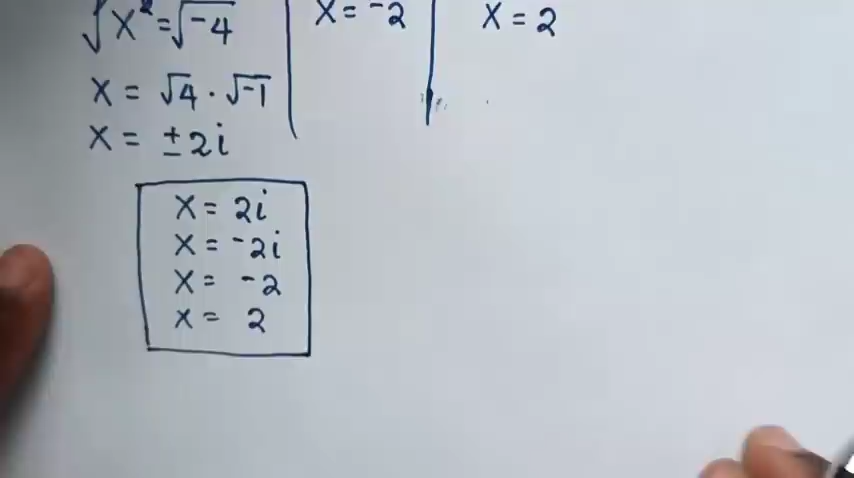 √X² = √-4
X = √4 · √-1
X = ± 2i
X = -2
X = 2
X = 2i
X = -2i
X = -2
X = 2